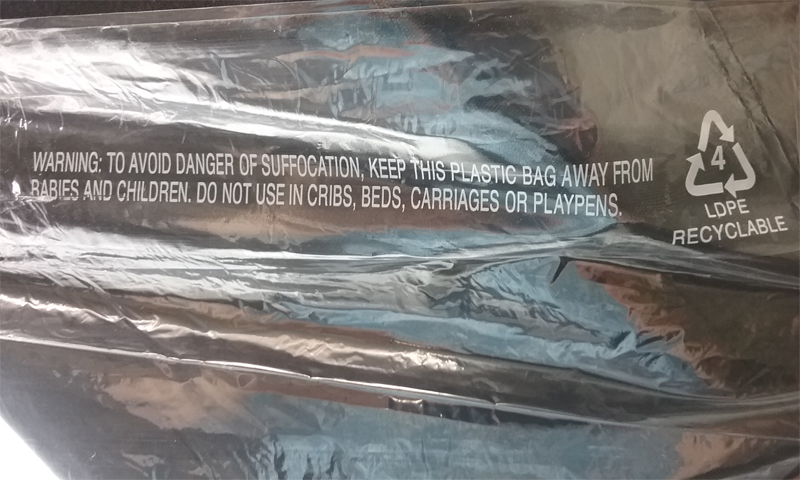 WARNING: TO AVOID DANGER OF SUFFOCATION, KEEP THIS PLASTIC BAG AWAY FROM
BABIES AND CHILDREN. DO NOT USE IN CRIBS, BEDS, CARRIAGES OR PLAYPENS.
4
LDPE
RECYCLABLE